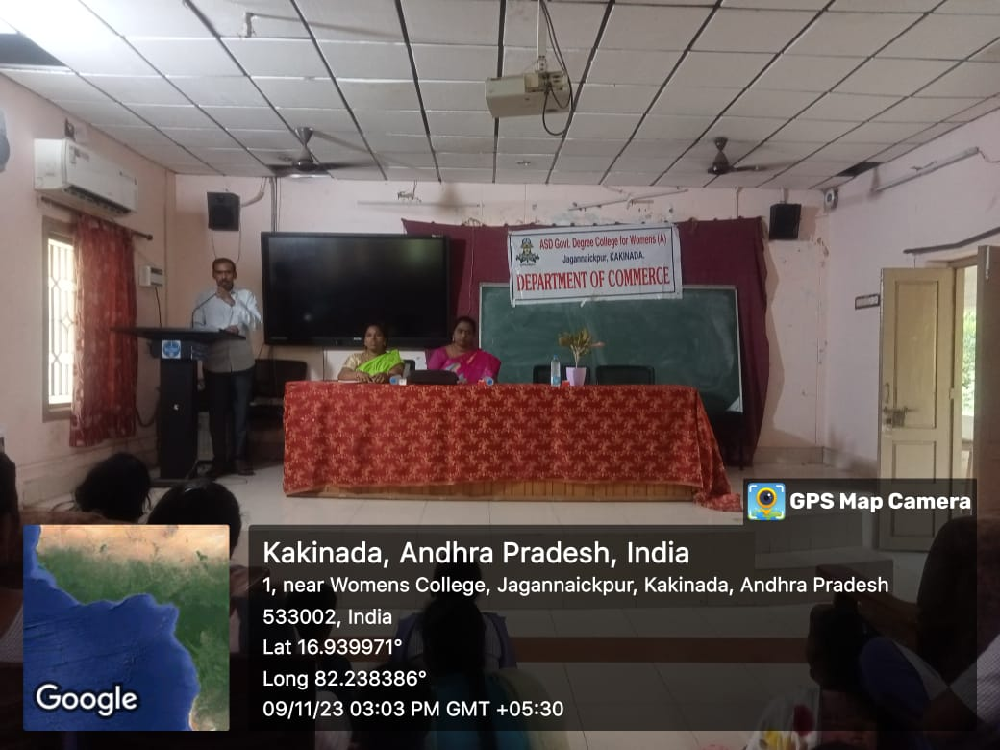 ASD Govt. Degree College for Women (A)
Jagannaickpur, KAKINADA.
DEPARTMENT OF COMMERCE
GPS Map Camera
Kakinada, Andhra Pradesh, India
1, near Womens College, Jagannaickpur, Kakinada, Andhra Pradesh
533002, India
Lat 16.939971°
Long 82.238386°
09/11/23 03:03 PM GMT +05:30
Google